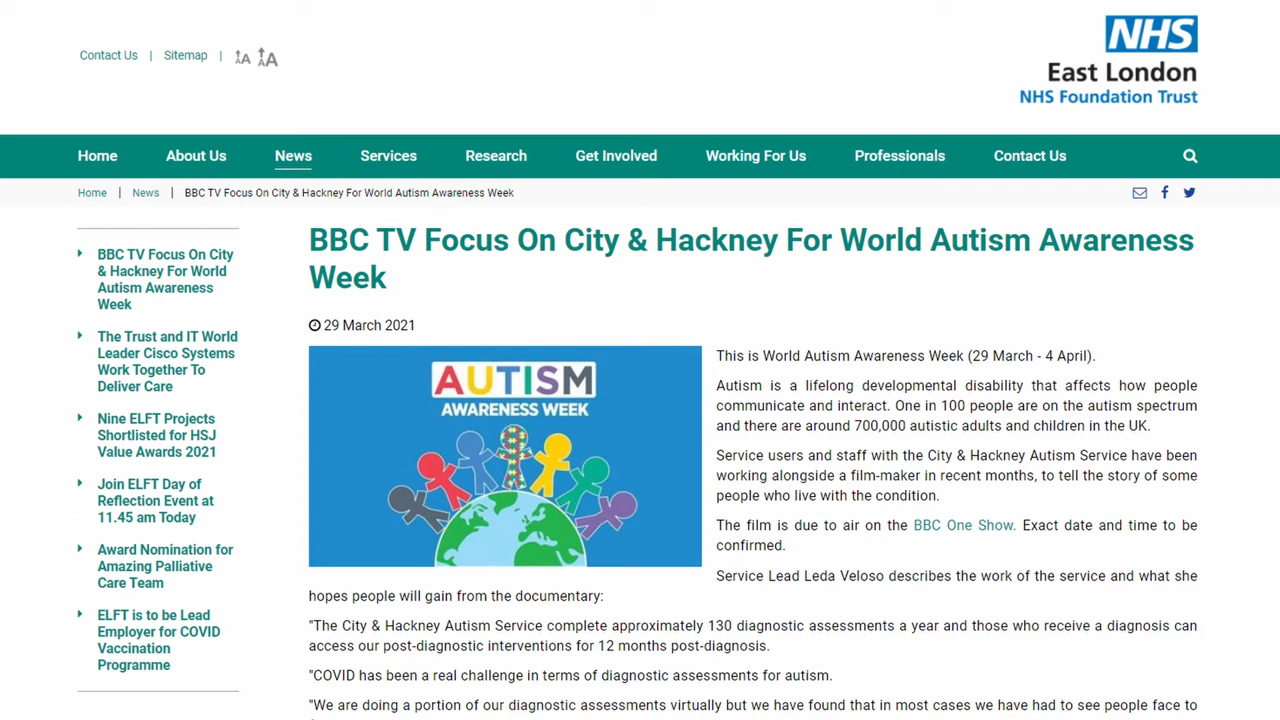 Contact Us | Sitemap | A A
NHS
East London
NHS Foundation Trust
Home About Us News Services Research Get Involved Working For Us Professionals Contact Us
Home | News | BBC TV Focus On City & Hackney For World Autism Awareness Week
BBC TV Focus On City
& Hackney For World
Autism Awareness
Week
The Trust and IT World
Leader Cisco Systems
Work Together To
Deliver Care
Nine ELFT Projects
Shortlisted for HSJ
Value Awards 2021
Join ELFT Day of
Reflection Event at
11.45 am Today
Award Nomination for
Amazing Palliative
Care Team
ELFT is to be Lead
Employer for COVID
Vaccination
Programme
BBC TV Focus On City & Hackney For World Autism Awareness
Week
29 March 2021
AUTISM
AWARENESS WEEK
This is World Autism Awareness Week (29 March - 4 April).
Autism is a lifelong developmental disability that affects how people
communicate and interact. One in 100 people are on the autism spectrum
and there are around 700,000 autistic adults and children in the UK.
Service users and staff with the City & Hackney Autism Service have been
working alongside a film-maker in recent months, to tell the story of some
people who live with the condition.
The film is due to air on the BBC One Show. Exact date and time to be
confirmed.
Service Lead Leda Veloso describes the work of the service and what she
hopes people will gain from the documentary:
"The City & Hackney Autism Service complete approximately 130 diagnostic assessments a year and those who receive a diagnosis can
access our post-diagnostic interventions for 12 months post-diagnosis.
"COVID has been a real challenge in terms of diagnostic assessments for autism.
"We are doing a portion of our diagnostic assessments virtually but we have found that in most cases we have had to see people face to